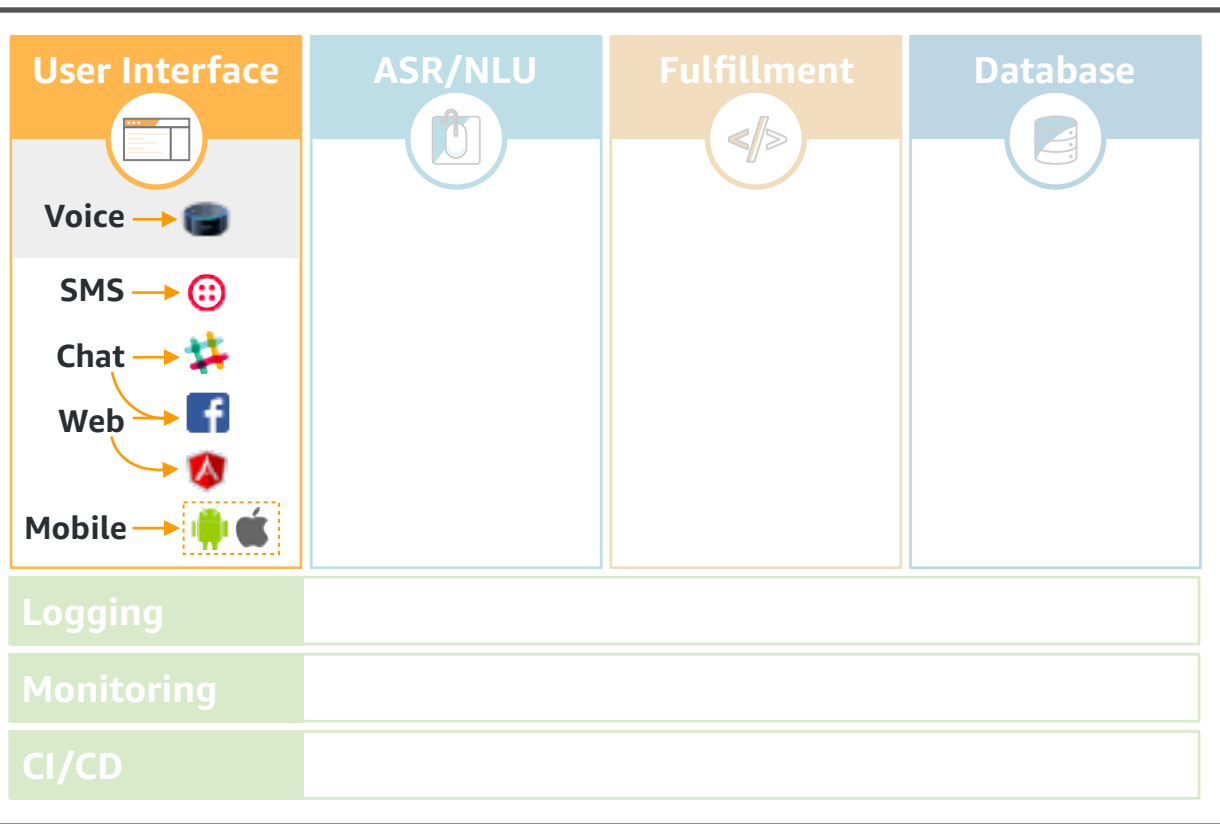 User Interface
ASR/NLU
Fulfillment
Database
</>
Voice
SMS
Chat
Web
Mobile
Logging
Monitoring
CI/CD